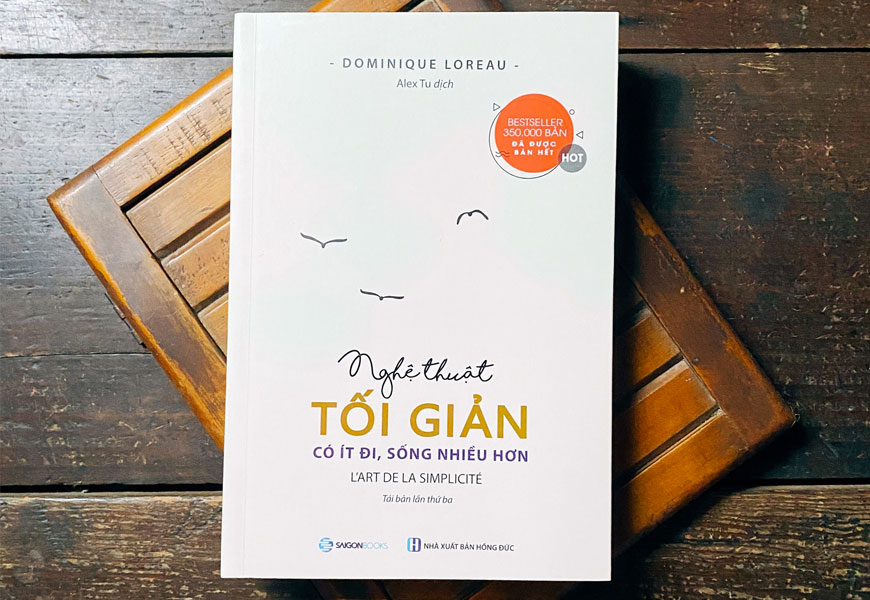 - DOMINIQUE LOREAU -
Alex Tu dịch
BESTSELLER
350.000 BẢN
ĐÃ ĐƯỢC
BÁN HẾT
HOT
Nghệ thuật
TỐI GIẢN
CÓ ÍT ĐI, SỐNG NHIỀU HƠN
L'ART DE LA SIMPLICITÉ
Tái bản lần thứ ba
SAIGONBOOKS
NHÀ XUẤT BẢN HỒNG ĐỨC